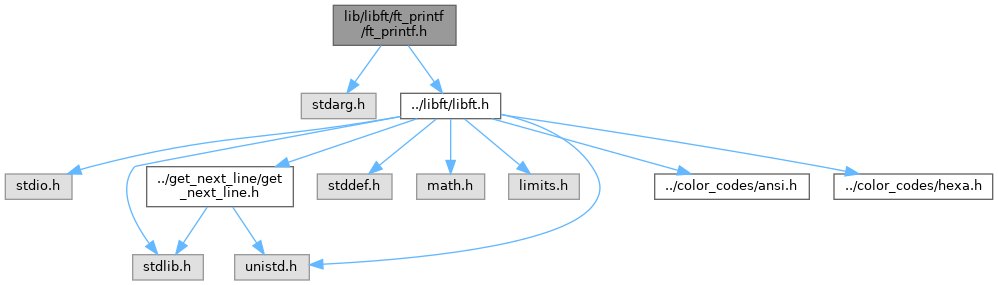 lib/libft/ft_printf
/ft_printf.h
stdarg.h
../libft/libft.h
stdio.h
../get_next_line/get
_next_line.h
stddef.h
math.h
limits.h
../color_codes/ansi.h
../color_codes/hexa.h
stdlib.h
unistd.h